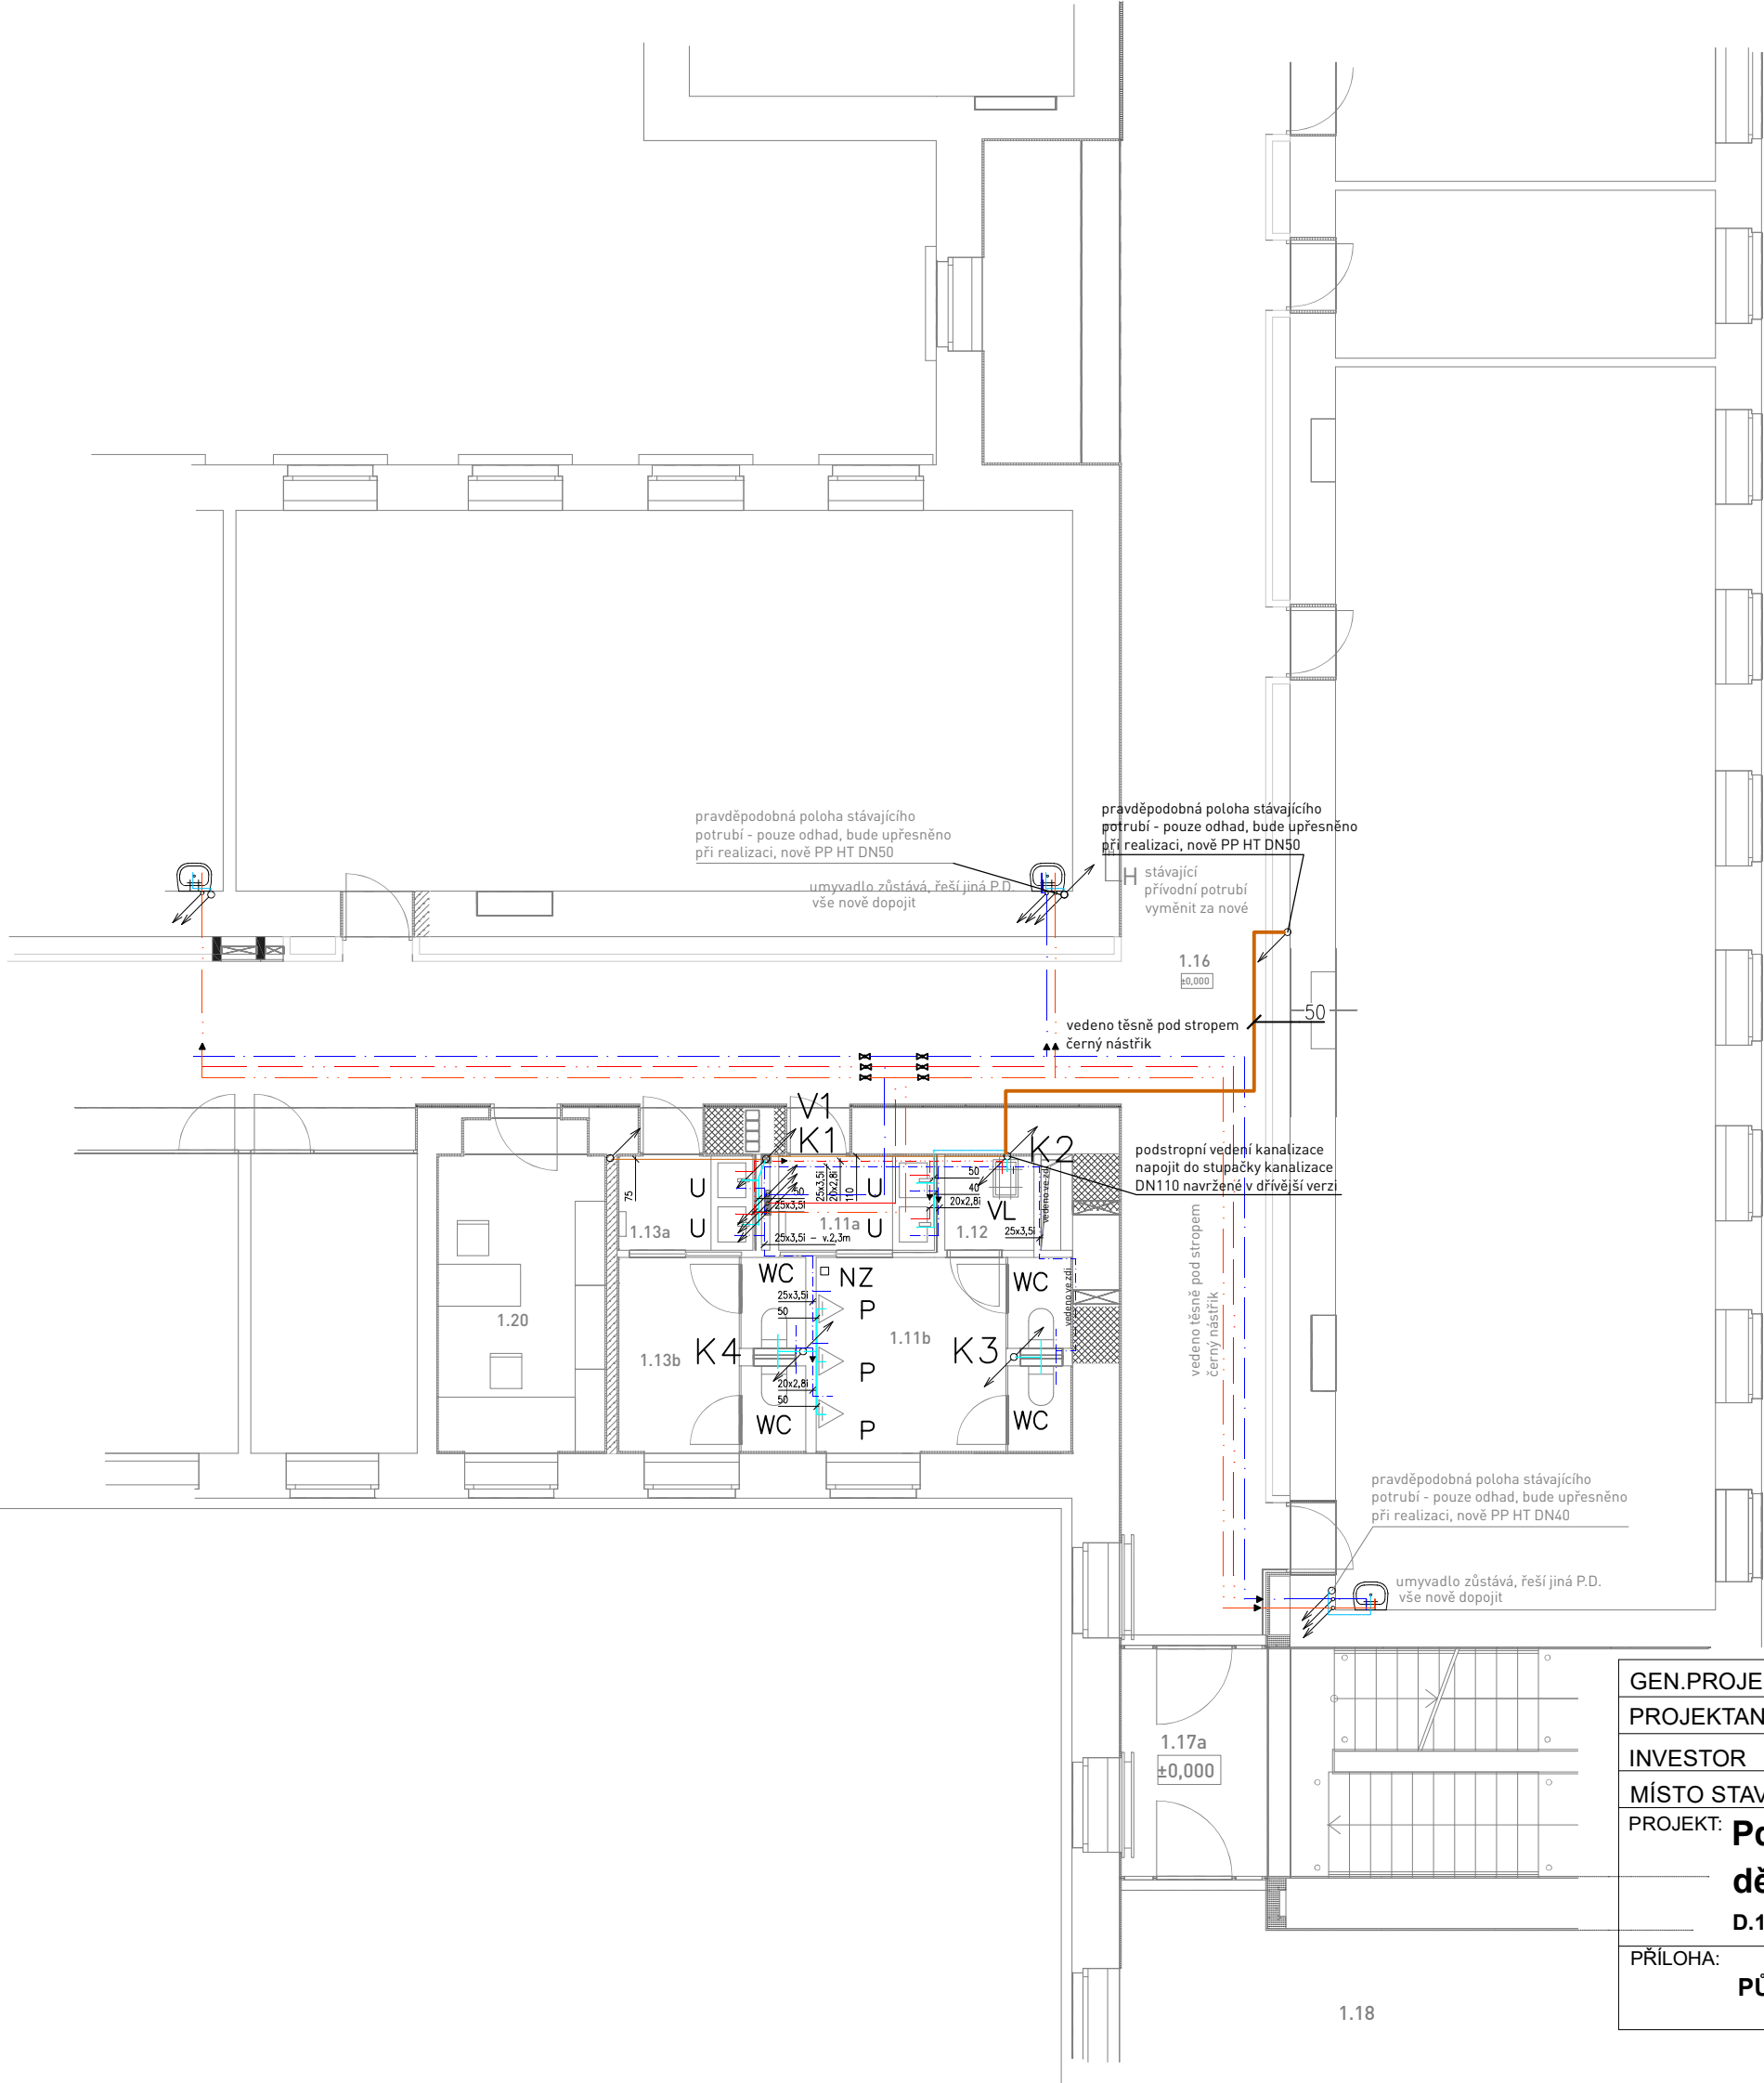 pravděpodobná poloha stávajícího
potrubí - pouze odhad, bude upřesněno
při realizaci, nově PP HT DN50
umyvadlo zůstává, řeší jiná P.D.
vše nově dopojit
pravděpodobná poloha stávajícího
potrubí - pouze odhad, bude upřesněno
při realizaci, nově PP HT DN50
H
stávající
přívodní potrubí
vyměnit za nové
1.16
±0,000
50
vedeno těsně pod stropem
černý nástřik
V1
K1
K2
podstropní vedení kanalizace
napojit do stupačky kanalizace
DN110 navržené v dřívější verzi
75
U
U
1.13a
50
25x3,5i
25x3,5i
20x2,8i
110
25x3,5i - v.2,3m
1.11a
U
U
50
40
20x2,8i
VL
1.12
25x3,5i
vedeno ve zdi
vedeno ve zdi
vedeno těsně pod stropem
černý nástřik
WC
NZ
WC
25x3,5i
50
P
P
P
1.20
1.13b
K4
1.11b
K3
20x2,8i
50
WC
WC
pravděpodobná poloha stávajícího
potrubí - pouze odhad, bude upřesněno
při realizaci, nově PP HT DN40
umyvadlo zůstává, řeší jiná P.D.
vše nově dopojit
1.17a
±0,000
1.18
GEN.PROJE
PROJEKTAN
INVESTOR
MÍSTO STAV
PROJEKT: Po
dě
D.1
PŘÍLOHA:
PŮ